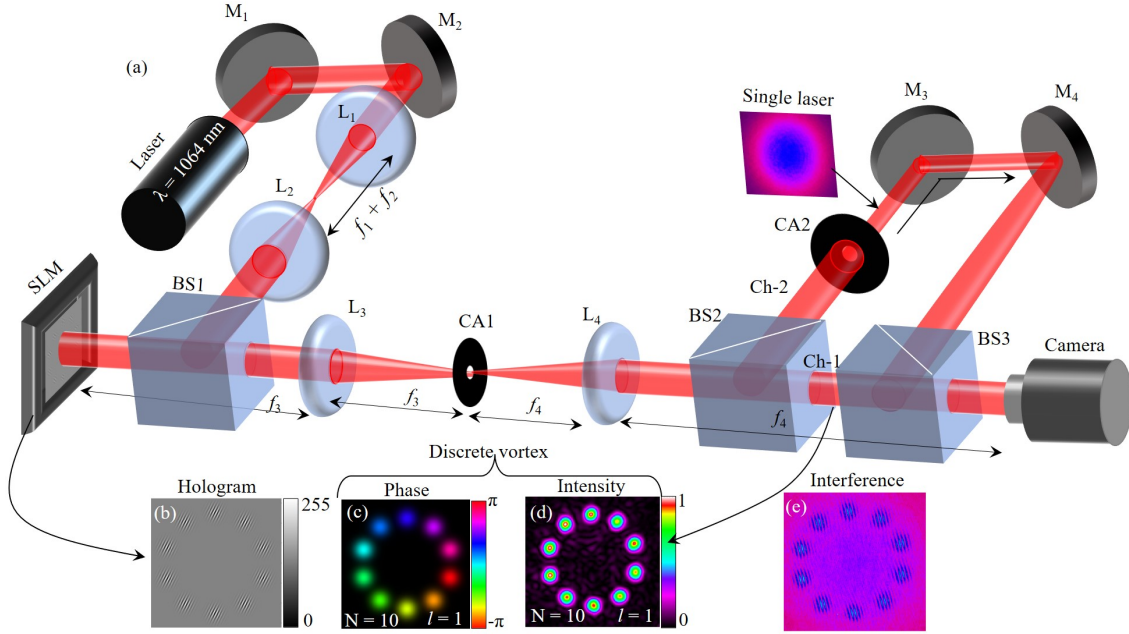 (a)
M1
M2
L1
Laser
λ = 1064 nm
L2
f1 + f2
Single laser
M3
M4
CA2
SLM
BS1
L3
CA1
L4
Ch-2
BS2
Ch-1
BS3
Camera
f3
f3
f4
f4
Discrete vortex
Hologram
Phase
Intensity
Interference
(b)
255
0
(c)
π
-π
N = 10
l = 1
(d)
1
0
N = 10
l = 1
(e)